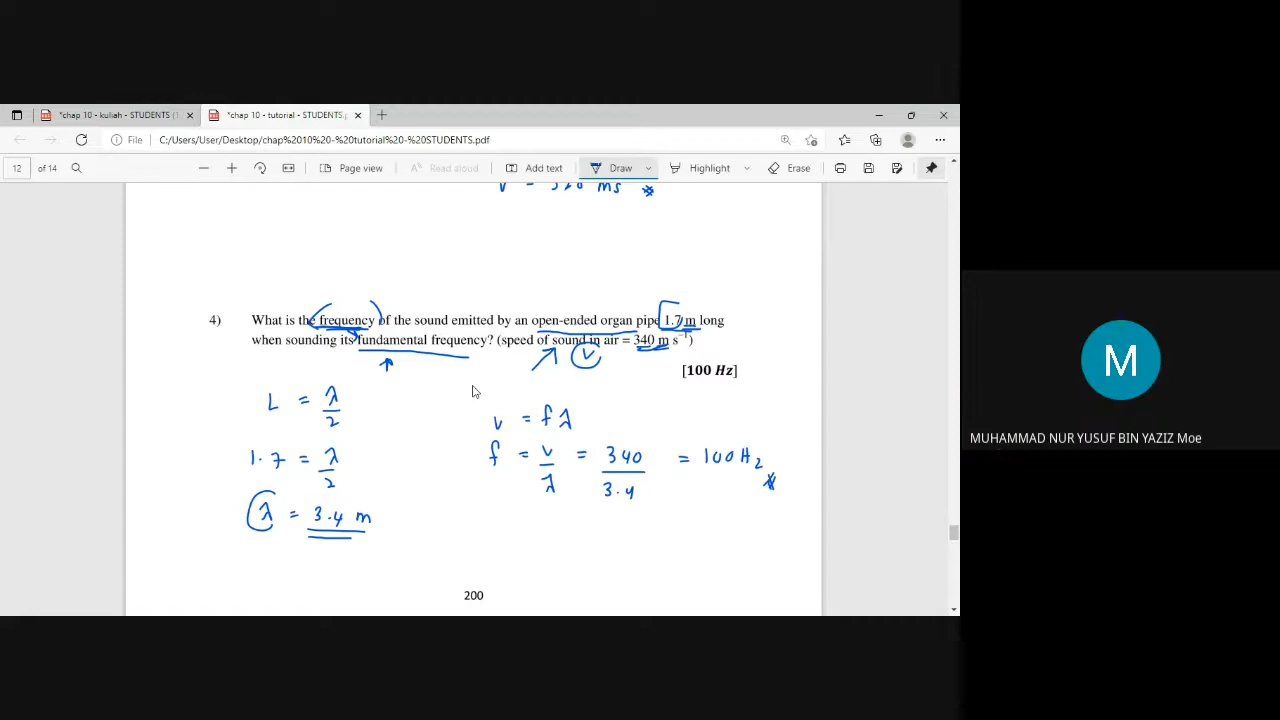 *chap 10 - kuliah - STUDENTS (1
*chap 10 - tutorial - STUDENTS.p
File C:/Users/User/Desktop/chap%2010%20-%20tutorial%20-%20STUDENTS.pdf
12 of 14 Page view Read aloud Add text Draw Highlight Erase
4) What is the frequency of the sound emitted by an open-ended organ pipe 1.7 m long
when sounding its fundamental frequency? (speed of sound in air = 340 m s⁻¹)
v
[100 Hz]
L = λ/2
v = fλ
1.7 = λ/2
f = v/λ = 340/3.4 = 100 Hz
λ = 3.4 m
200
M
MUHAMMAD NUR YUSUF BIN YAZIZ Moe